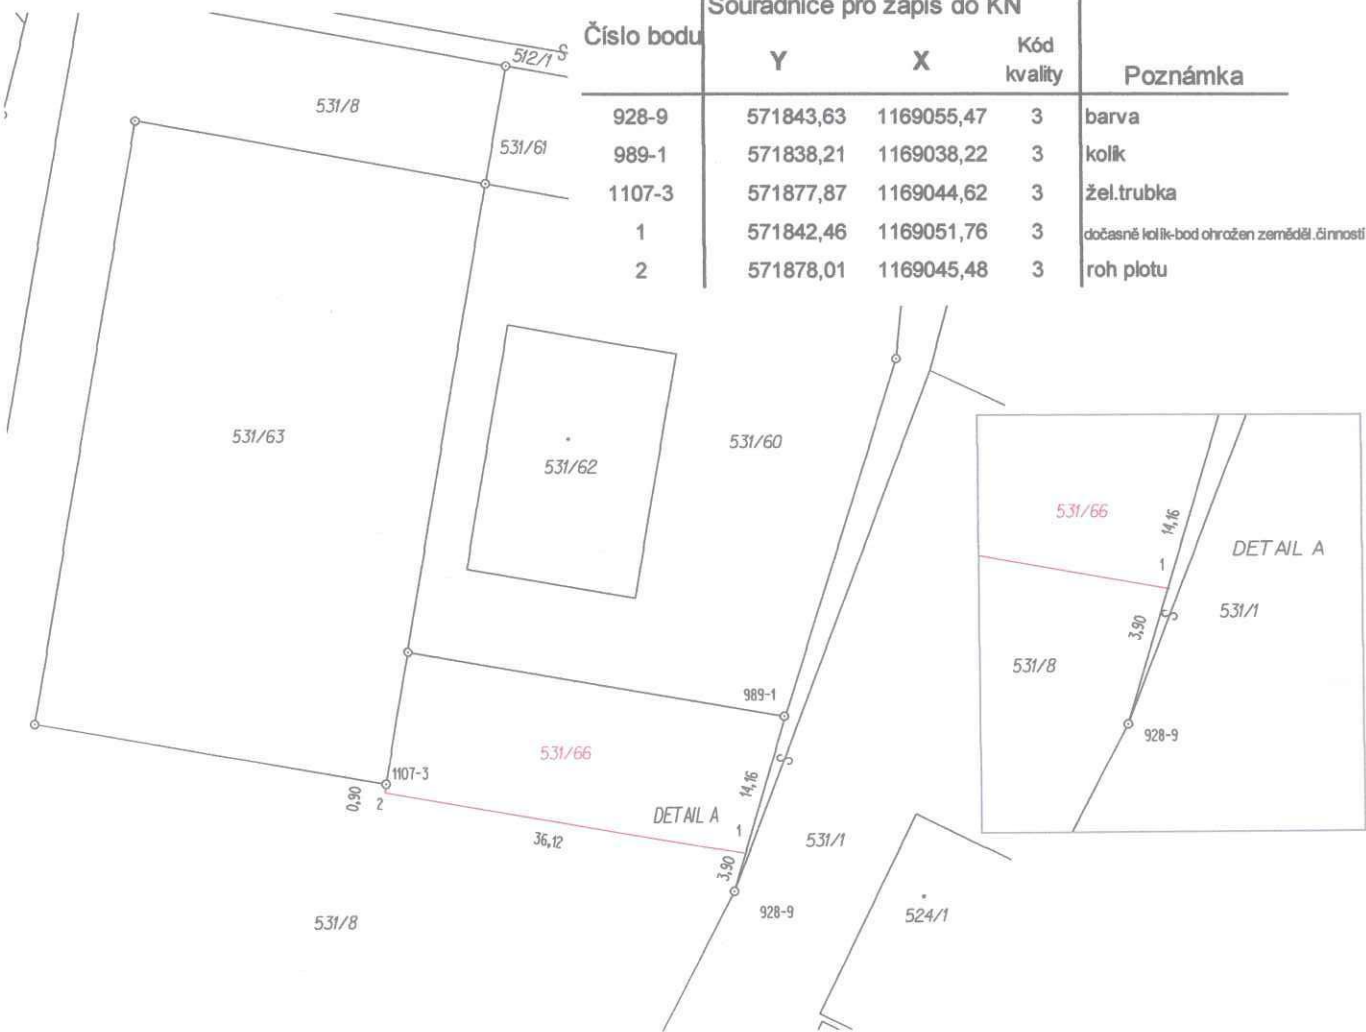 Souřadnice pro zápis do KN
Číslo bodu Y X Kód kvality Poznámka
928-9 571843,63 1169055,47 3 barva
989-1 571838,21 1169038,22 3 kolík
1107-3 571877,87 1169044,62 3 žel.trubka
1 571842,46 1169051,76 3 dočasně kolík-bod ohrožen zeměděl.činností
2 571878,01 1169045,48 3 roh plotu
512/1
531/8
531/61
531/63
531/62
531/60
989-1
531/66
1107-3
0,90
2
14,16
DETAIL A
1
36,12
3,90
531/1
928-9
531/8
524/1
531/66
14,16
DETAIL A
1
3,90
531/1
531/8
928-9